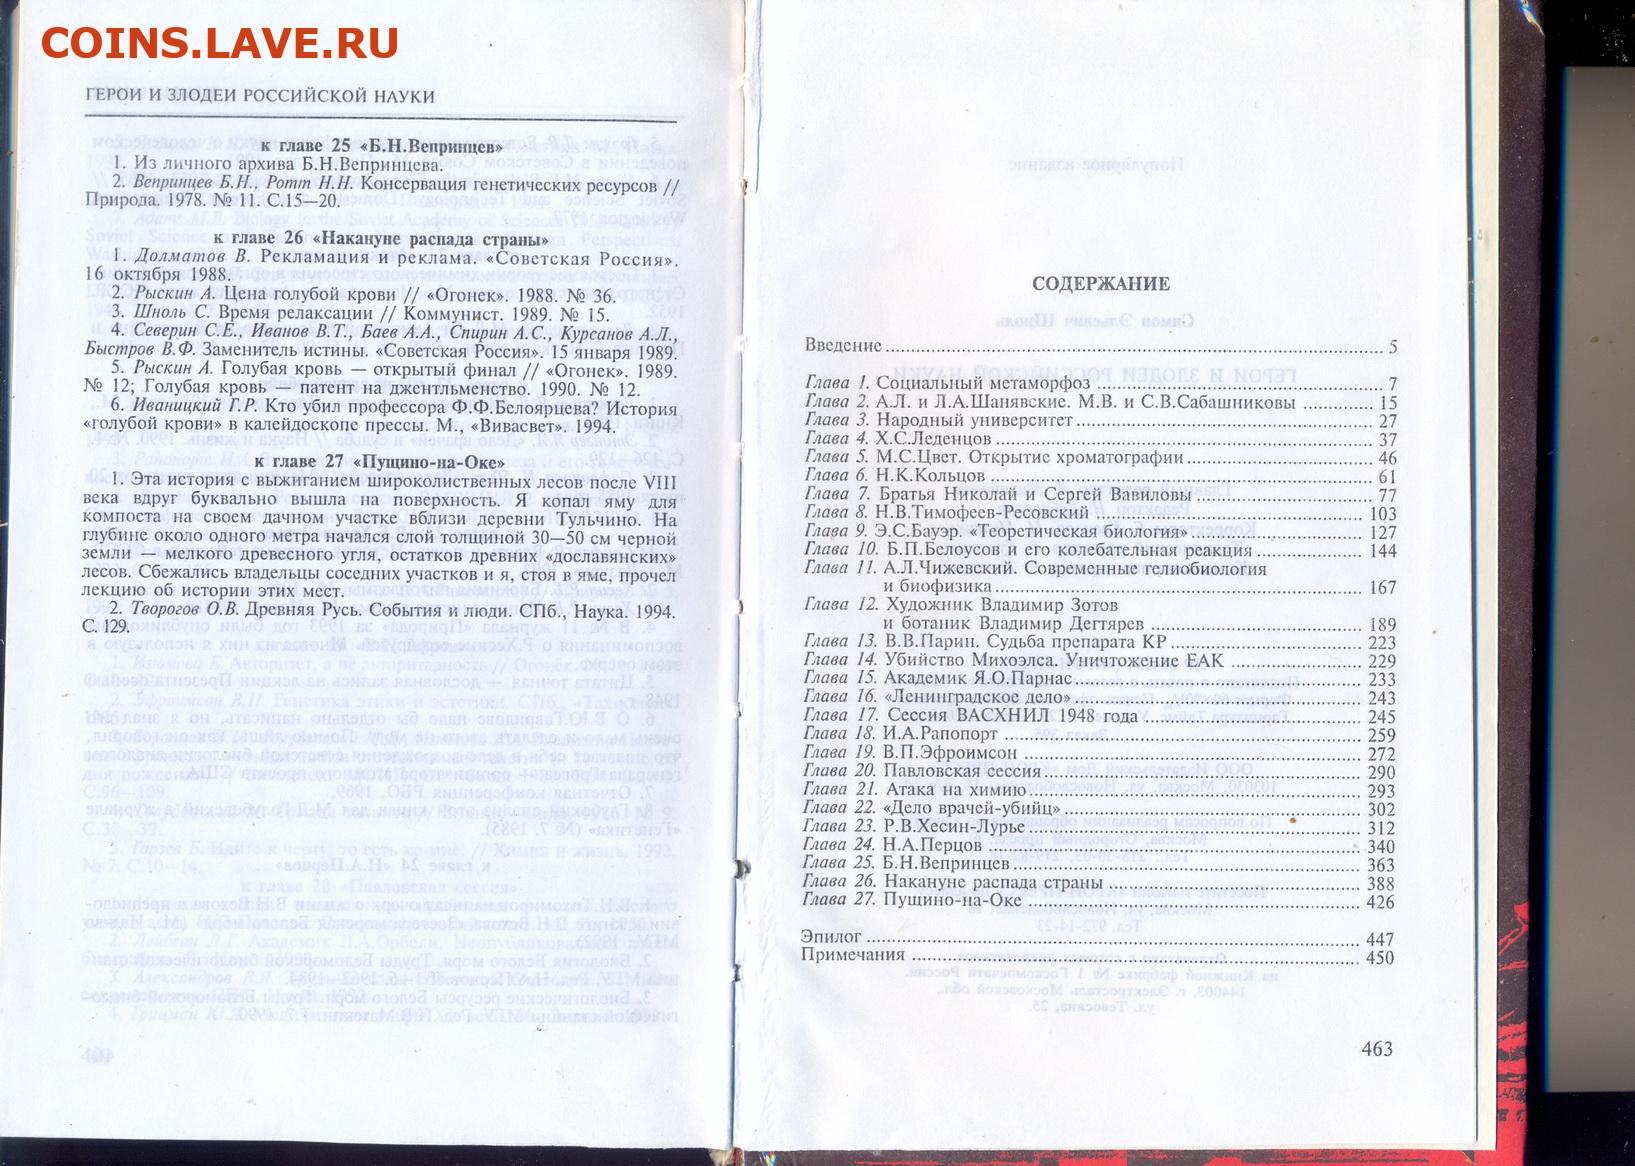 COINS.LAVE.RU
ГЕРОИ И ЗЛОДЕИ РОССИЙСКОЙ НАУКИ
к главе 25 «Б.Н.Вепринцев»
1. Из личного архива Б.Н.Вепринцева.
2. Вепринцев Б.Н., Ротт Н.Н. Консервация генетических ресурсов //
Природа. 1978. № 11. С.15—20.
к главе 26 «Накануне распада страны»
1. Долматов В. Рекламация и реклама. «Советская Россия».
16 октября 1988.
2. Рыскин А. Цена голубой крови // «Огонек». 1988. № 36.
3. Шноль С. Время релаксации // Коммунист. 1989. № 15.
4. Северин С.Е., Иванов В.Т., Баев А.А., Спирин А.С., Курсанов А.Л.,
Быстров В.Ф. Заменитель истины. «Советская Россия». 15 января 1989.
5. Рыскин А. Голубая кровь — открытый финал // «Огонек». 1989.
№ 12; Голубая кровь — патент на джентльменство. 1990. № 12.
6. Иваницкий Г.Р. Кто убил профессора Ф.Ф.Белоярцева? История
«голубой крови» в калейдоскопе прессы. М., «Вивасвет». 1994.
к главе 27 «Пущино-на-Оке»
1. Эта история с выжиганием широколиственных лесов после VIII
века вдруг буквально вышла на поверхность. Я копал яму для
компоста на своем дачном участке вблизи деревни Тульчино. На
глубине около одного метра начался слой толщиной 30—50 см черной
земли — мелкого древесного угля, остатков древних «дославянских»
лесов. Сбежались владельцы соседних участков и я, стоя в яме, прочел
лекцию об истории этих мест.
2. Творогов О.В. Древняя Русь. События и люди. СПб., Наука. 1994.
С. 129.
СОДЕРЖАНИЕ
Введение ........ 5
Глава 1. Социальный метаморфоз ........ 7
Глава 2. А.Л. и Л.А.Шанявские. М.В. и С.В.Сабашниковы ........ 15
Глава 3. Народный университет ........ 27
Глава 4. Х.С.Леденцов ........ 37
Глава 5. М.С.Цвет. Открытие хроматографии ........ 46
Глава 6. Н.К.Кольцов ........ 61
Глава 7. Братья Николай и Сергей Вавиловы ........ 77
Глава 8. Н.В.Тимофеев-Ресовский ........ 103
Глава 9. Э.С.Бауэр. «Теоретическая биология» ........ 127
Глава 10. Б.П.Белоусов и его колебательная реакция ........ 144
Глава 11. А.Л.Чижевский. Современные гелиобиология
и биофизика ........ 167
Глава 12. Художник Владимир Зотов
и ботаник Владимир Дегтярев ........ 189
Глава 13. В.В.Парин. Судьба препарата КР ........ 223
Глава 14. Убийство Михоэлса. Уничтожение ЕАК ........ 229
Глава 15. Академик Я.О.Парнас ........ 233
Глава 16. «Ленинградское дело» ........ 243
Глава 17. Сессия ВАСХНИЛ 1948 года ........ 245
Глава 18. И.А.Рапопорт ........ 259
Глава 19. В.П.Эфроимсон ........ 272
Глава 20. Павловская сессия ........ 290
Глава 21. Атака на химию ........ 293
Глава 22. «Дело врачей-убийц» ........ 302
Глава 23. Р.В.Хесин-Лурье ........ 312
Глава 24. Н.А.Перцов ........ 340
Глава 25. Б.Н.Вепринцев ........ 363
Глава 26. Накануне распада страны ........ 388
Глава 27. Пущино-на-Оке ........ 426
Эпилог ........ 447
Примечания ........ 450
463